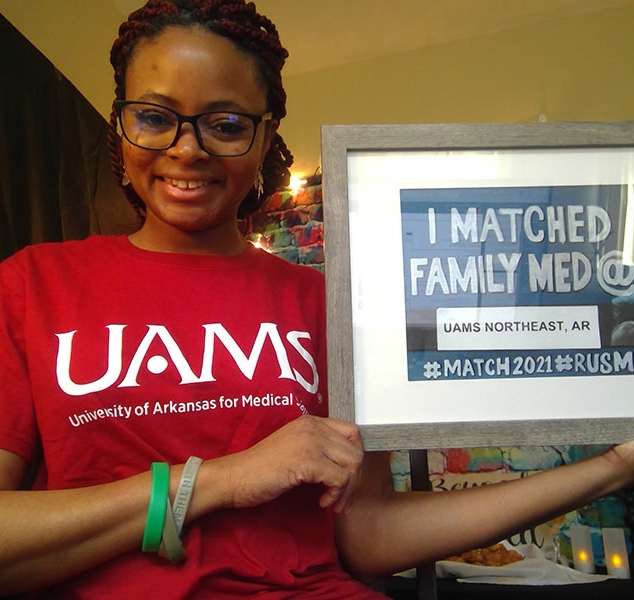 UAMS
University of Arkansas for Medical
I MATCHED
FAMILY MED @
UAMS NORTHEAST, AR
#MATCH2021#RUSM